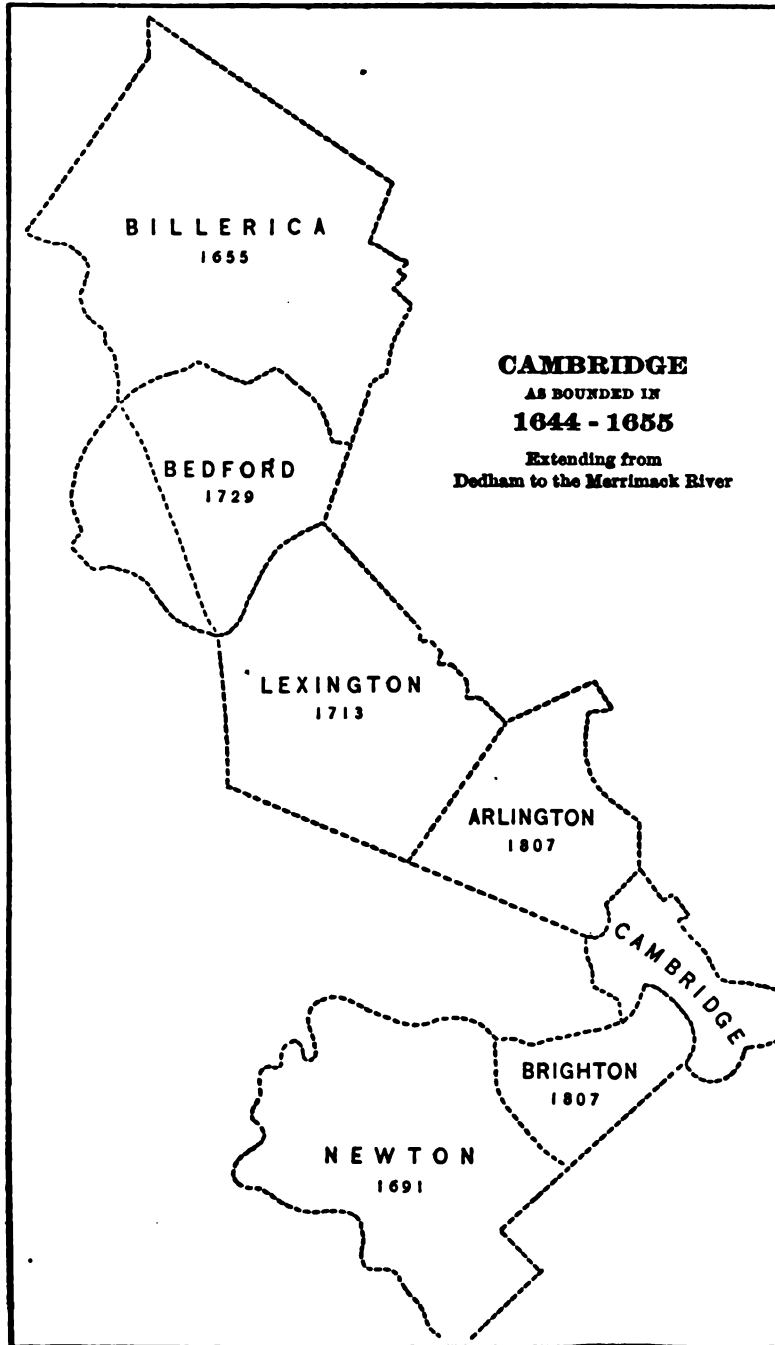 BILLERICA
1655
CAMBRIDGE
AS BOUNDED IN
1644 - 1655
Extending from
Dedham to the Merrimack River
BEDFORD
1729
LEXINGTON
1713
ARLINGTON
1807
CAMBRIDGE
BRIGHTON
1807
NEWTON
1691